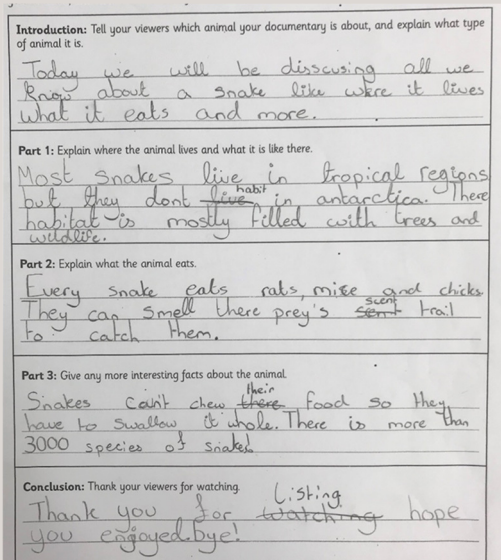 Introduction: Tell your viewers which animal your documentary is about, and explain what type
of animal it is.
Today we will be disscusing all we
know about a snake like where it lives
what it eats and more.
Part 1: Explain where the animal lives and what it is like there.
Most snakes live in tropical regions
habit
but they dont live in antarctica. There
habitat is mostly filled with trees and
wildlife.
Part 2: Explain what the animal eats.
Every snake eats rats, mise and chicks
They can smell there prey's sent trail
scent
to catch them.
Part 3: Give any more interesting facts about the animal.
their
Snakes can't chew there food so they
have to swallow it whole. There is more than
3000 species of snake!
Conclusion: Thank your viewers for watching.
Listing
Thank you for watching hope
you engoyed.bye!